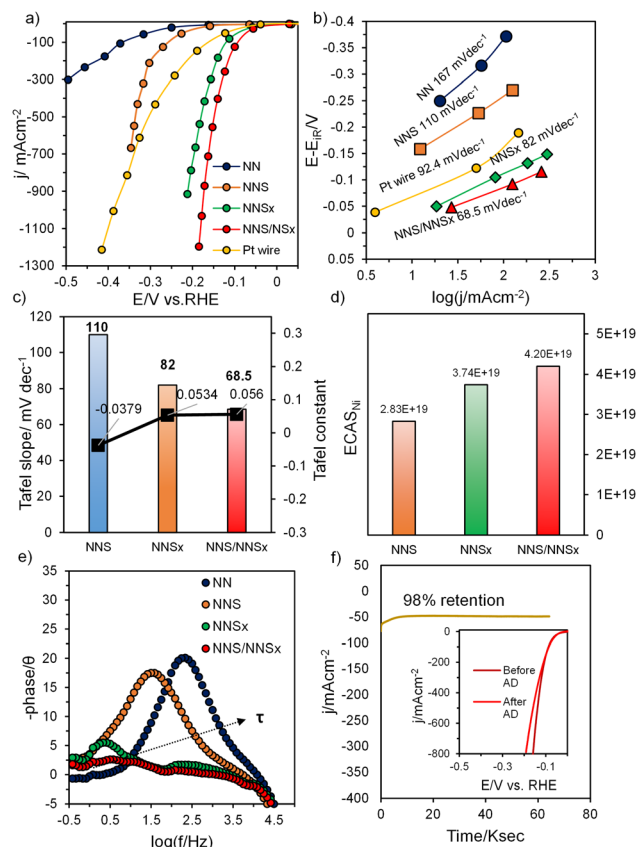 a)
j/ mAcm-2
-100
-300
-500
-700
-900
-1100
-1300
-0.5 -0.4 -0.3 -0.2 -0.1 0
E/V vs.RHE
NN
NNS
NNSx
NNS/NSx
Pt wire
b)
E-EiR/V
-0.4
-0.35
-0.3
-0.25
-0.2
-0.15
-0.1
-0.05
0
0.05
0.5 1 1.5 2 2.5 3
log(j/mAcm-2)
NN 167 mVdec-1
NNS 110 mVdec-1
Pt wire 92.4 mVdec-1
NNSx 82 mVdec-1
NNS/NNSx 68.5 mVdec-1
c)
Tafel slope/ mV dec-1
120
100
80
60
40
20
0
110
82
68.5
-0.0379
0.0534
0.056
0.3
0.2
0.1
0
-0.1
-0.2
-0.3
Tafel constant
NNS NNSx NNS/NNSx
d)
ECASNi
2.83E+19
3.74E+19
4.20E+19
5E+19
4E+19
3E+19
2E+19
1E+19
0
NNS NNSx NNS/NNSx
e)
-phase/θ
-35
-30
-25
20
15
10
5
0
-5
-0.5 0.5 1.5 2.5 3.5 4.5
log(f/Hz)
NN
NNS
NNSx
NNS/NNSx
τ
f)
j/mAcm-2
0
-50
-100
-150
-200
-250
-300
-350
-400
0 20 40 60 80
Time/Ksec
98% retention
j/mAcm-2
0
-200
-400
-600
-800
-0.5 -0.3 -0.1
E/V vs. RHE
Before
AD
After
AD